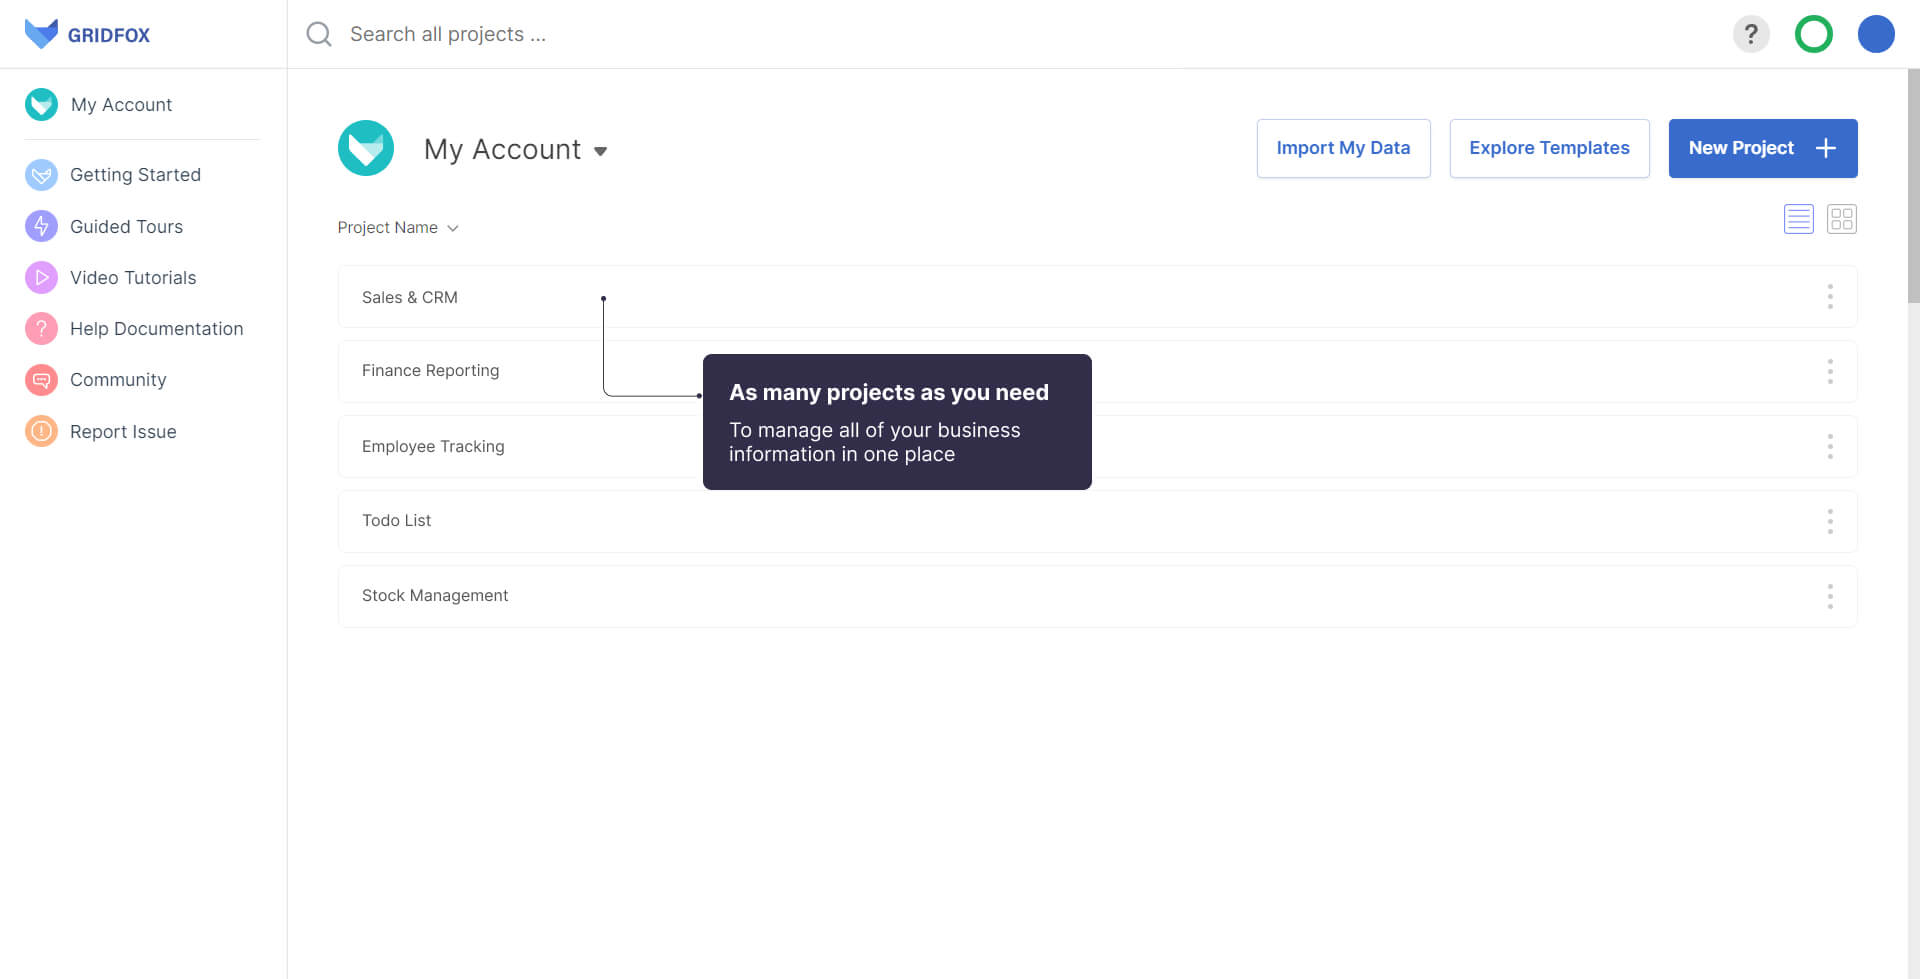 GRIDFOX
Search all projects ...
?
My Account
Getting Started
Guided Tours
Video Tutorials
Help Documentation
Community
Report Issue
My Account
Import My Data
Explore Templates
New Project +
Project Name
Sales & CRM
Finance Reporting
Employee Tracking
Todo List
Stock Management
As many projects as you need
To manage all of your business
information in one place